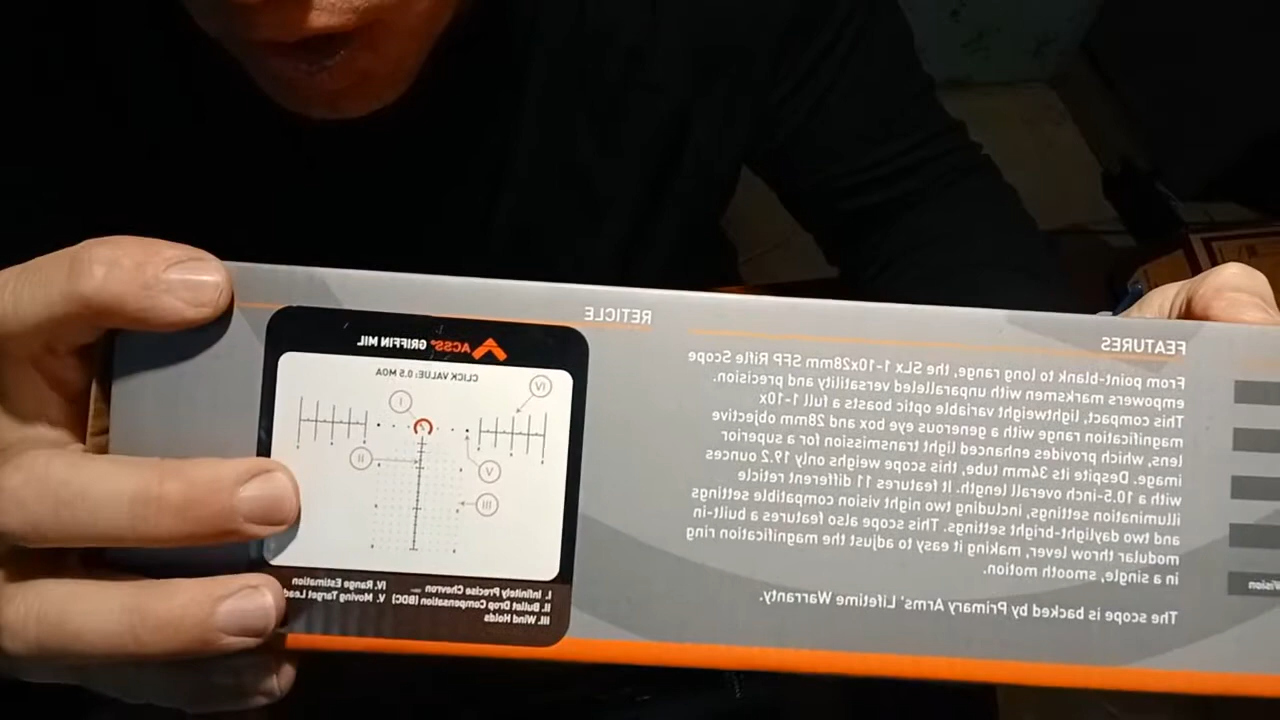 FEATURES
From point-blank to long range, the SLx 1-10x28mm SFP Rifle Scope
empowers marksmen with unparalleled versatility and precision.
This compact, lightweight variable optic boasts a full 1-10x
magnification range with a generous eye box and 28mm objective
lens, which provides enhanced light transmission for a superior
image. Despite its 34mm tube, this scope weighs only 19.2 ounces
with a 10.5-inch overall length. It features 11 different reticle
illumination settings, including two night vision compatible settings
and two daylight-bright settings. This scope also features a built-in
modular throw lever, making it easy to adjust the magnification ring
in a single, smooth motion.
The scope is backed by Primary Arms' Lifetime Warranty.
RETICLE
ACSS® GRIFFIN MIL
CLICK VALUE: 0.5 MOA
IV
I
II
V
III
I. Infinitely Precise Chevron
II. Bullet Drop Compensation (BDC)
III. Wind Holds
IV. Range Estimation
V. Moving Target Lead
Vision